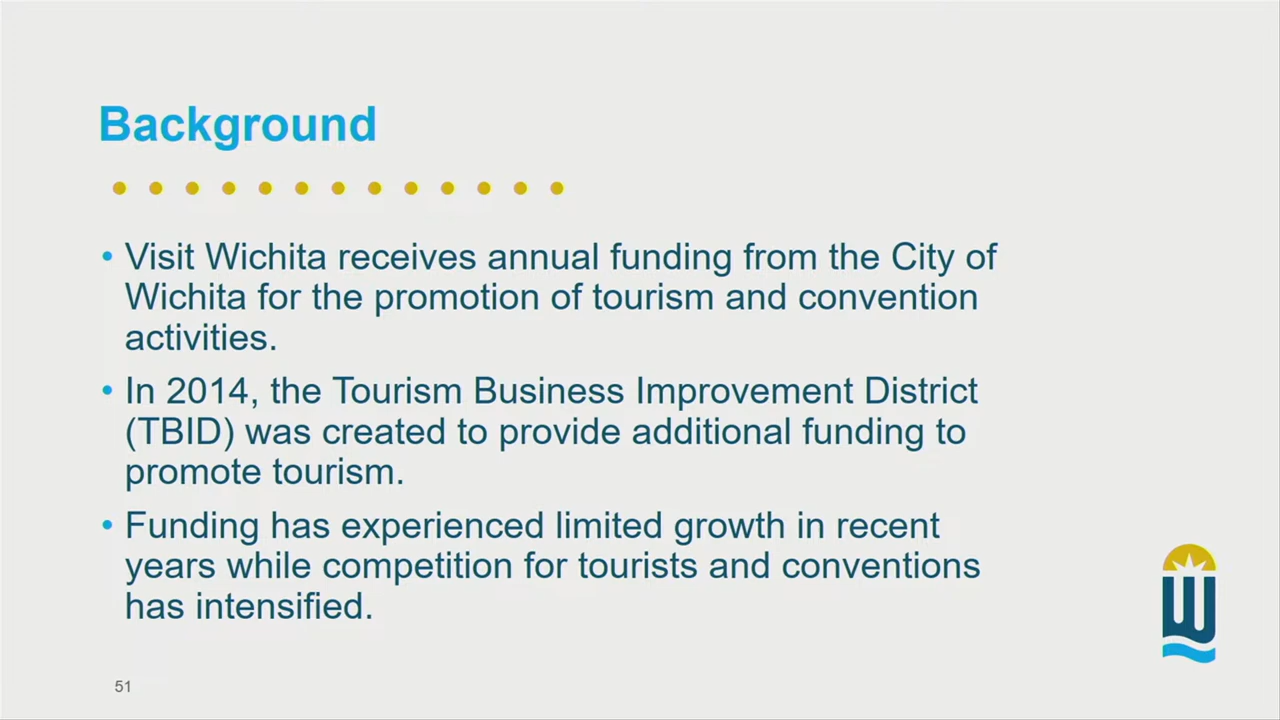 Background
• Visit Wichita receives annual funding from the City of
Wichita for the promotion of tourism and convention
activities.
• In 2014, the Tourism Business Improvement District
(TBID) was created to provide additional funding to
promote tourism.
• Funding has experienced limited growth in recent
years while competition for tourists and conventions
has intensified.
W
51